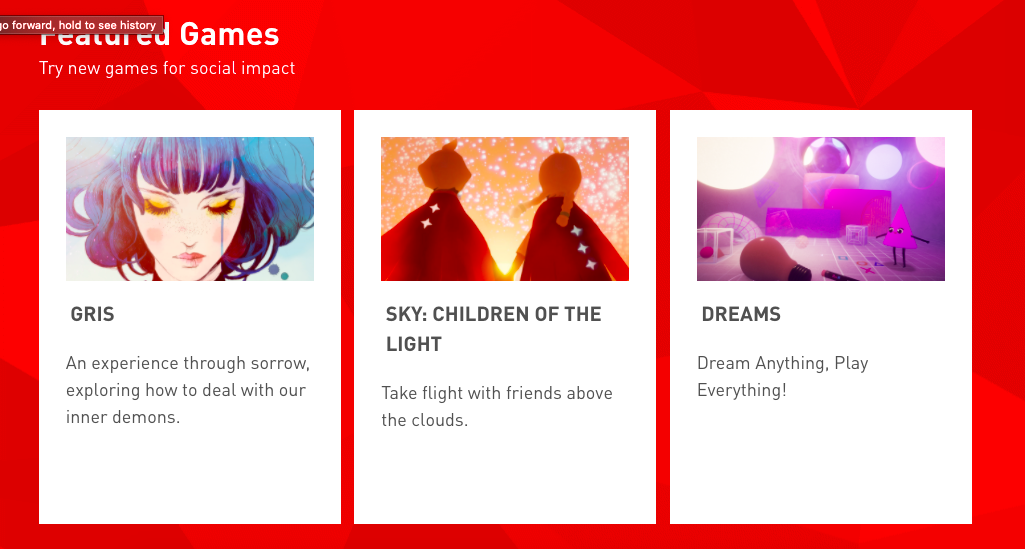 go forward, hold to see history
Featured Games
Try new games for social impact
GRIS
An experience through sorrow,
exploring how to deal with our
inner demons.
SKY: CHILDREN OF THE
LIGHT
Take flight with friends above
the clouds.
DREAMS
Dream Anything, Play
Everything!